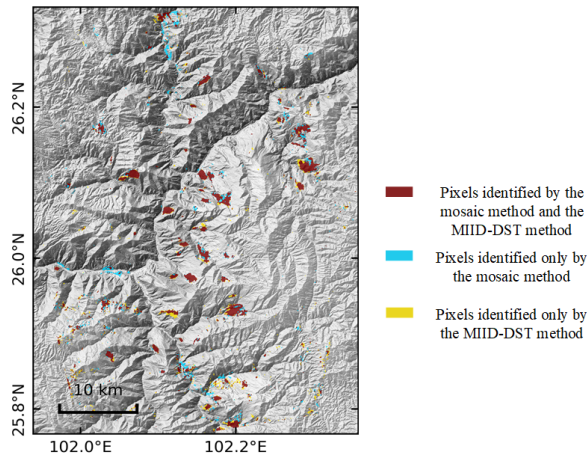 26.2°N
26.0°N
25.8°N
10 km
102.0°E
102.2°E
Pixels identified by the
mosaic method and the
MIID-DST method
Pixels identified only by
the mosaic method
Pixels identified only by
the MIID-DST method